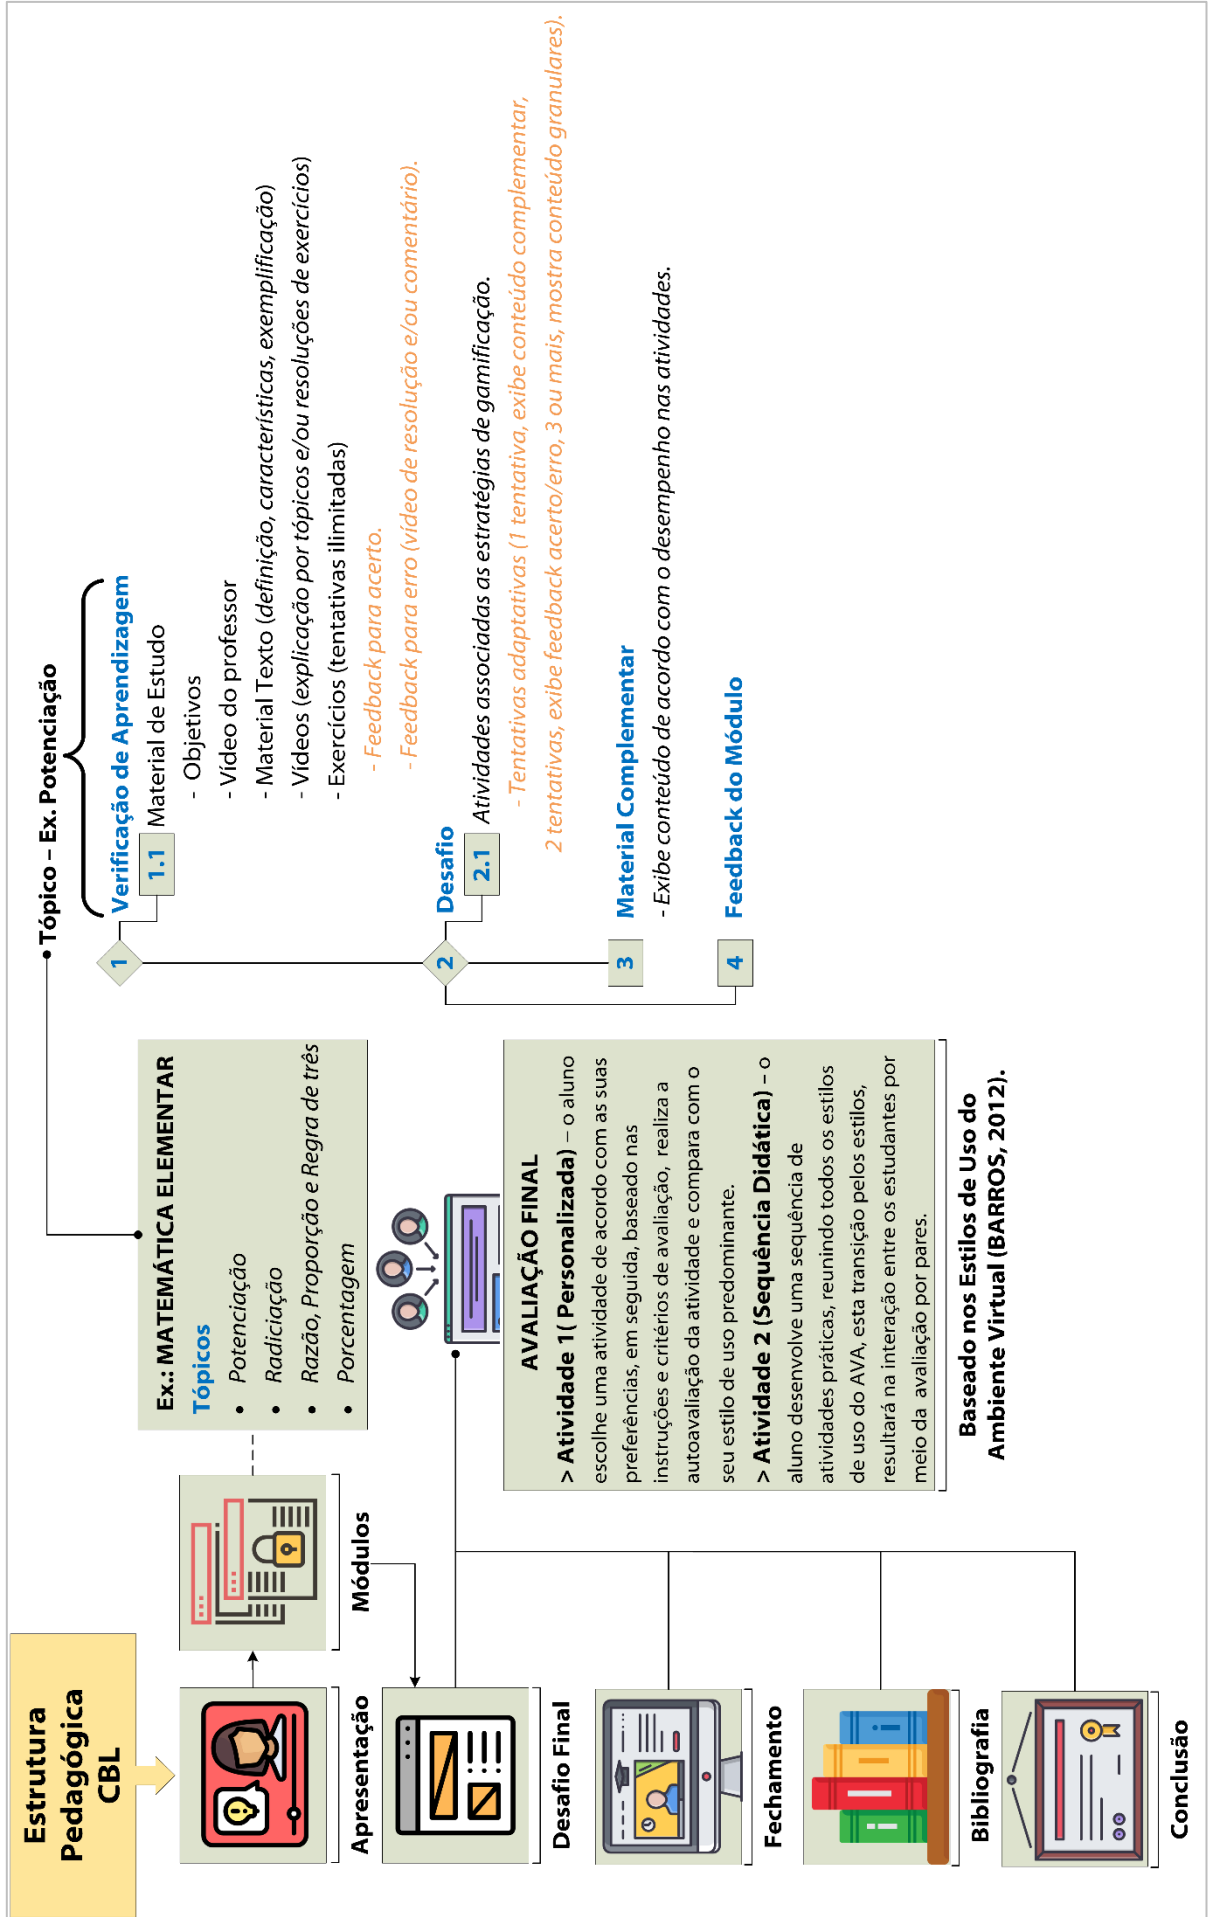 Estrutura
Pedagógica
CBL
Apresentação
Módulos
Ex.: MATEMÁTICA ELEMENTAR
Tópicos
• Potenciação
• Radiciação
• Razão, Proporção e Regra de três
• Porcentagem
Tópico – Ex. Potenciação
1
Verificação de Aprendizagem
1.1
Material de Estudo
- Objetivos
- Vídeo do professor
- Material Texto (definição, características, exemplificação)
- Vídeos (explicação por tópicos e/ou resoluções de exercícios)
- Exercícios (tentativas ilimitadas)
- Feedback para acerto.
- Feedback para erro (vídeo de resolução e/ou comentário).
2
Desafio
2.1
Atividades associadas as estratégias de gamificação.
- Tentativas adaptativas (1 tentativa, exibe conteúdo complementar,
2 tentativas, exibe feedback acerto/erro, 3 ou mais, mostra conteúdo granulares).
3
Material Complementar
- Exibe conteúdo de acordo com o desempenho nas atividades.
4
Feedback do Módulo
Desafio Final
AVALIAÇÃO FINAL
> Atividade 1( Personalizada) – o aluno
escolhe uma atividade de acordo com as suas
preferências, em seguida, baseado nas
instruções e critérios de avaliação, realiza a
autoavaliação da atividade e compara com o
seu estilo de uso predominante.
> Atividade 2 (Sequência Didática) – o
aluno desenvolve uma sequência de
atividades práticas, reunindo todos os estilos
de uso do AVA, esta transição pelos estilos,
resultará na interação entre os estudantes por
meio da avaliação por pares.
Baseado nos Estilos de Uso do
Ambiente Virtual (BARROS, 2012).
Fechamento
Bibliografia
Conclusão